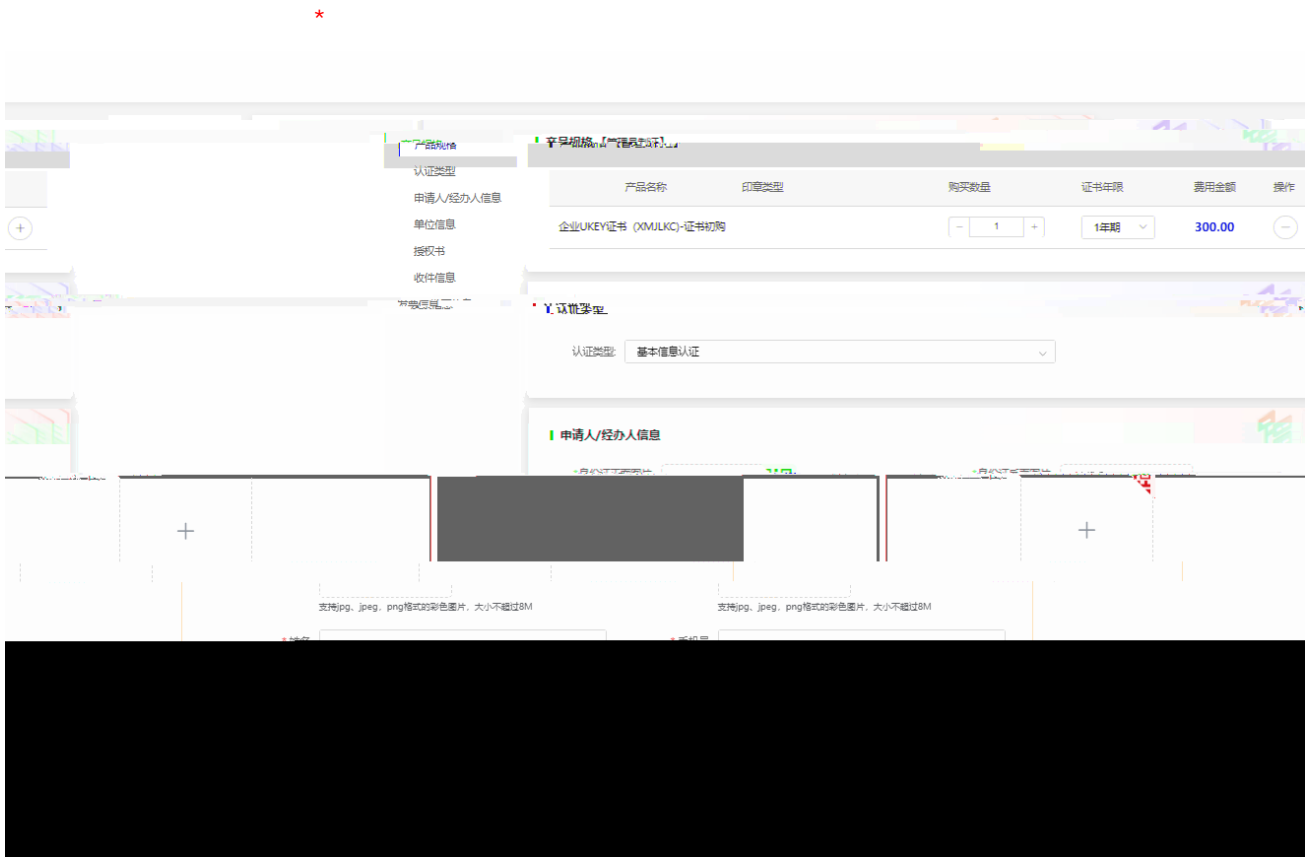 *
产品规格
认证类型
申请人/经办人信息
单位信息
授权书
收件信息
产品名称 印章类型 购买数量 证书年限 费用金额 操作
企业UKEY证书（XMJLKC)-证书初购 - 1 + 1年期 300.00
认证类型
认证类型: 基本信息认证
申请人/经办人信息
支持jpg、jpeg、png格式的彩色图片，大小不超过8M 支持jpg、jpeg、png格式的彩色图片，大小不超过8M